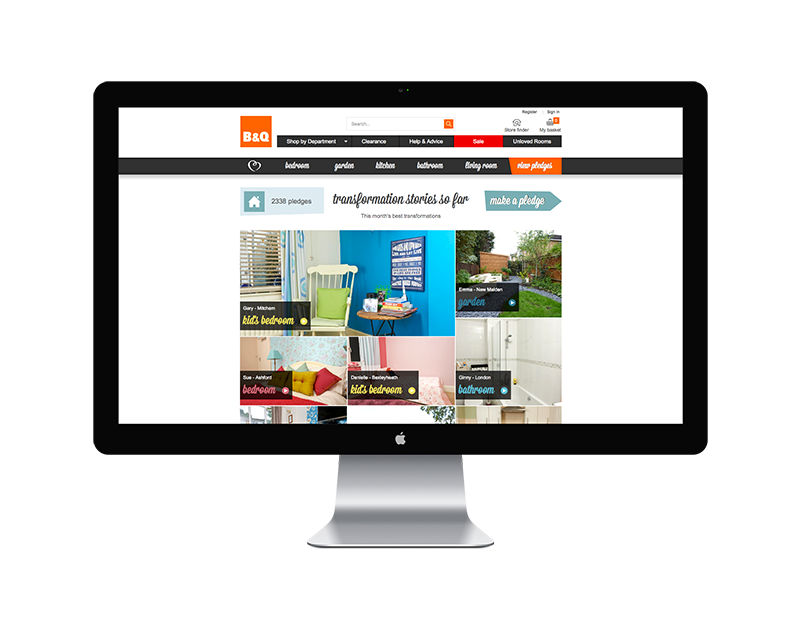 Register Sign in
B&Q
Search...
Store finder
My basket
Shop by Department Clearance Help & Advice Sale Unloved Rooms
bedroom garden kitchen bathroom living room view pledges
2338 pledges
transformation stories so far
make a pledge
This month's best transformations
Gary - Mitcham
kid's bedroom
Emma - New Malden
garden
Sue - Ashford
bedroom
Danielle - Bexleyheath
kid's bedroom
Ginny - London
bathroom